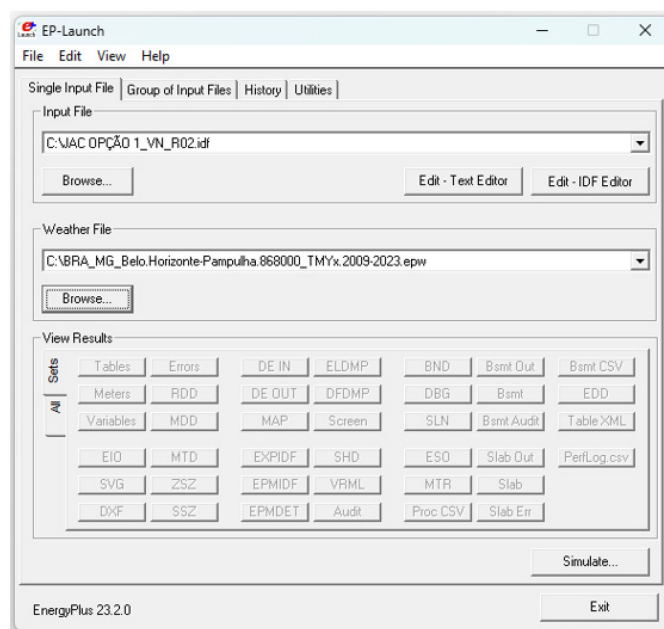 EP-Launch
File Edit View Help
Single Input File Group of Input Files History Utilities
Input File
C:\JAC OPÇÃO 1_VN_R02.idf
Browse... Edit - Text Editor Edit - IDF Editor
Weather File
C:\BRA_MG_Belo.Horizonte-Pampulha.868000_TMYx.2009-2023.epw
Browse...
View Results
Sets
All
Tables Errors DE IN ELDMP BND Bsmt Out Bsmt CSV
Meters RDD DE OUT DFDMP DBG Bsmt EDD
Variables MDD MAP Screen SLN Bsmt Audit Table XML
EIO MTD EXPIDF SHD ESO Slab Out PerfLog.csv
SVG ZSZ EPMIDF VRML MTR Slab
DXF SSZ EPMDET Audit Proc CSV Slab Err
Simulate...
EnergyPlus 23.2.0 Exit